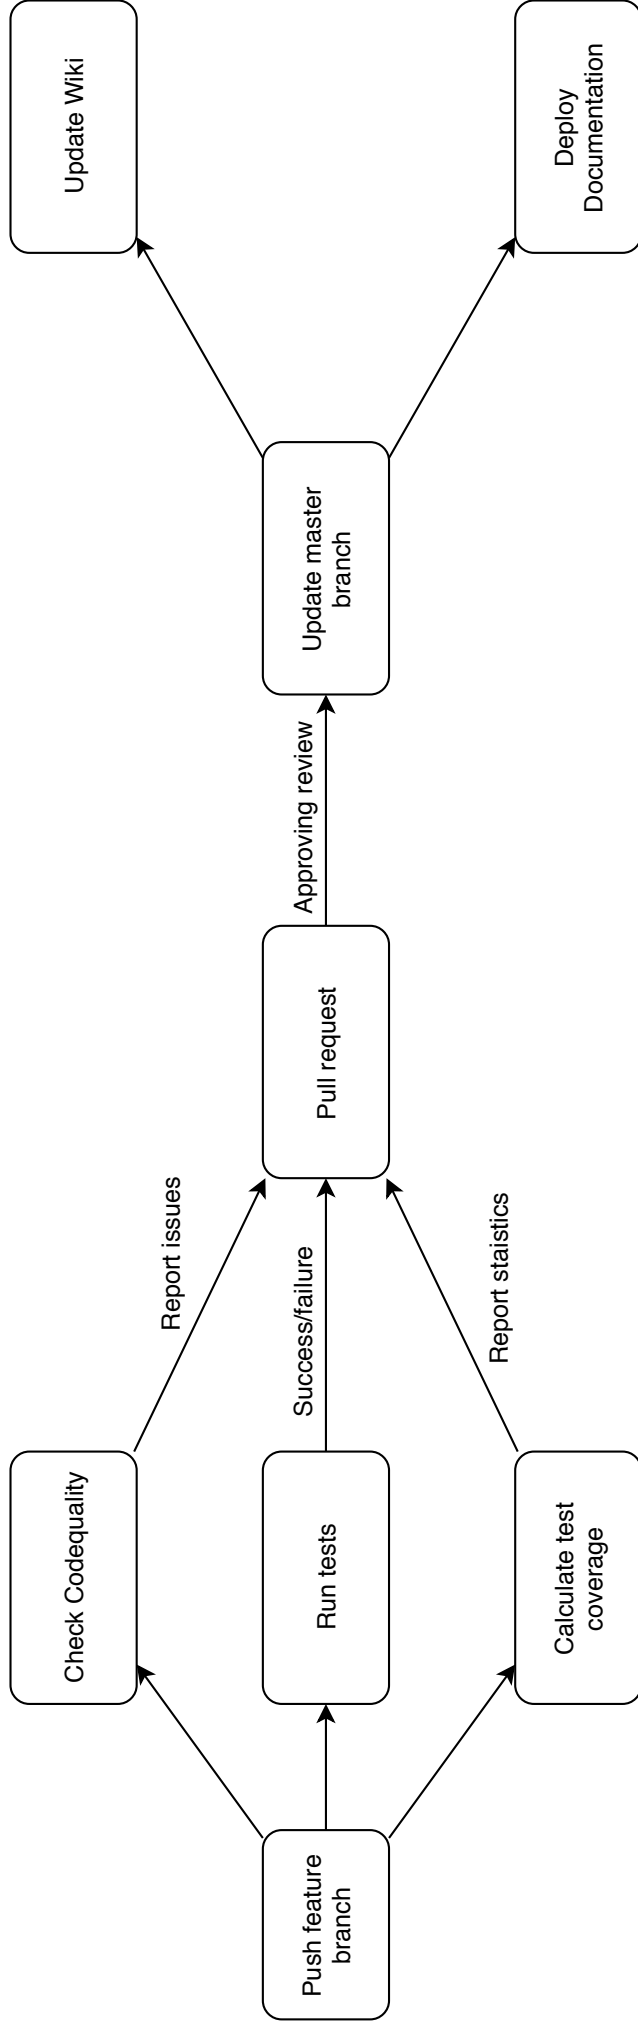 Push feature
branch
Check Codequality
Run tests
Calculate test
coverage
Report issues
Success/failure
Report staistics
Pull request
Approving review
Update master
branch
Update Wiki
Deploy
Documentation